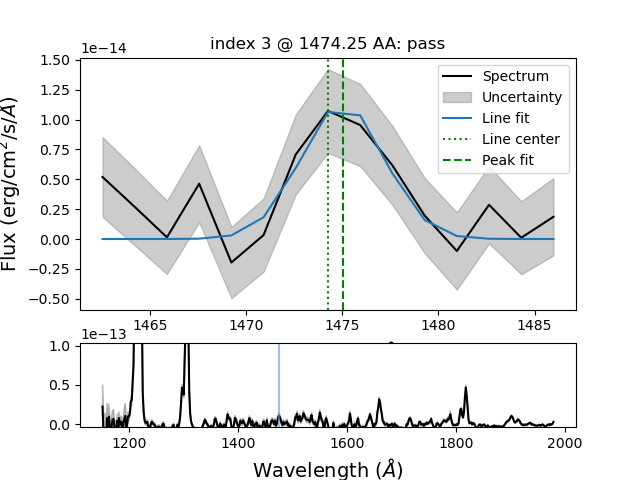 index 3 @ 1474.25 AA: pass
1e−14
Flux (erg/cm²/s/Å)
1.50
1.25
1.00
0.75
0.50
0.25
0.00
−0.25
−0.50
Spectrum
Uncertainty
Line fit
Line center
Peak fit
1465 1470 1475 1480 1485
1e−13
1.0
0.5
0.0
1200 1400 1600 1800 2000
Wavelength (Å)